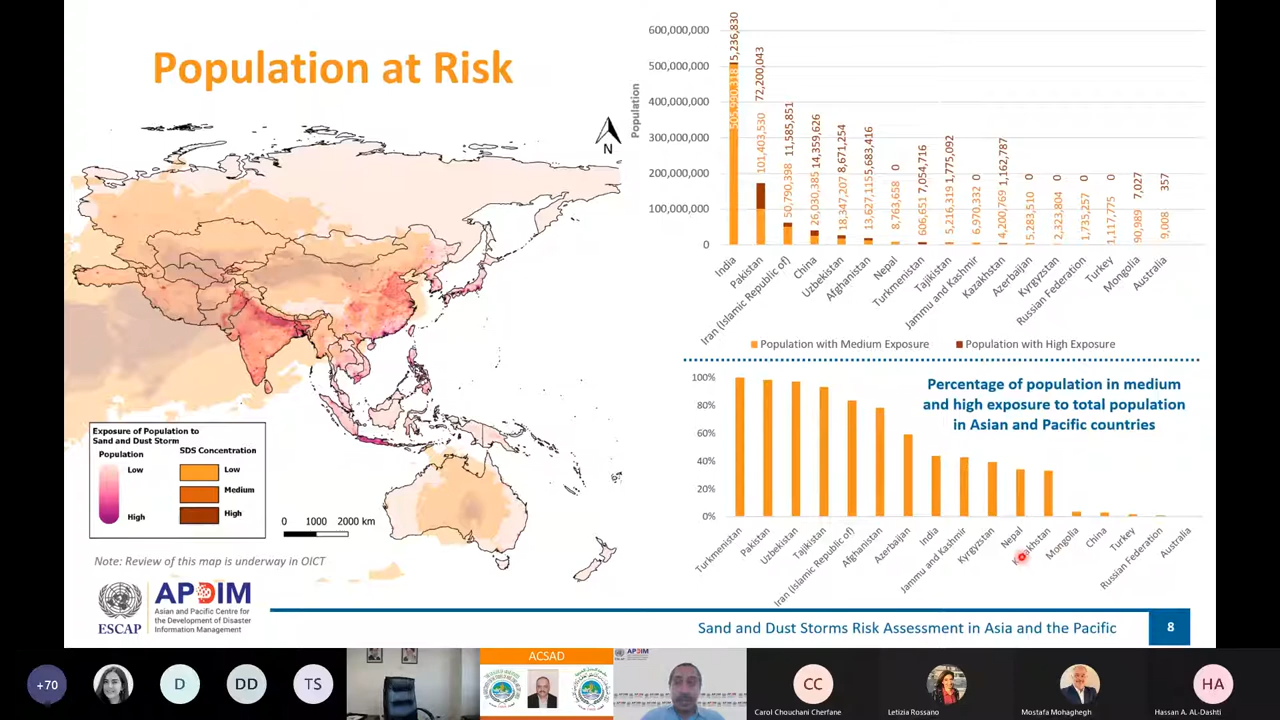 Population at Risk
N
Exposure of Population to
Sand and Dust Storm
Population
SDS Concentration
Low
Low
Medium
High
High
0 1000 2000 km
Note: Review of this map is underway in OICT
ESCAP
APDIM
Asian and Pacific Centre for
the Development of Disaster
Information Management
Population
600,000,000
500,000,000
400,000,000
300,000,000
200,000,000
100,000,000
0
5,236,830
101,403,530
72,200,043
50,790,398
11,585,851
26,030,385
14,359,626
18,347,207
8,671,254
13,627,115
5,683,416
8,763,658
0
606,651
7,054,716
5,216,319
1,775,092
6,970,332
0
4,200,769
1,162,787
5,283,510
0
2,323,804
0
1,735,257
0
1,117,775
0
90,989
7,027
9,008
357
India
Pakistan
Iran (Islamic Republic of)
China
Uzbekistan
Afghanistan
Nepal
Turkmenistan
Tajikistan
Jammu and Kashmir
Kazakhstan
Azerbaijan
Kyrgyzstan
Russian Federation
Turkey
Mongolia
Australia
Population with Medium Exposure
Population with High Exposure
Percentage of population in medium
and high exposure to total population
in Asian and Pacific countries
100%
80%
60%
40%
20%
0%
Turkmenistan
Pakistan
Uzbekistan
Tajikistan
Iran (Islamic Republic of)
Afghanistan
Azerbaijan
India
Jammu and Kashmir
Kyrgyzstan
Nepal
Kazakhstan
Mongolia
China
Turkey
Russian Federation
Australia
Sand and Dust Storms Risk Assessment in Asia and the Pacific
8
+70
D
DD
TS
ACSAD
APDIM
CC
Carol Chouchani Cherfane
Letizia Rossano
Mostafa Mohaghegh
HA
Hassan A. AL-Dashti